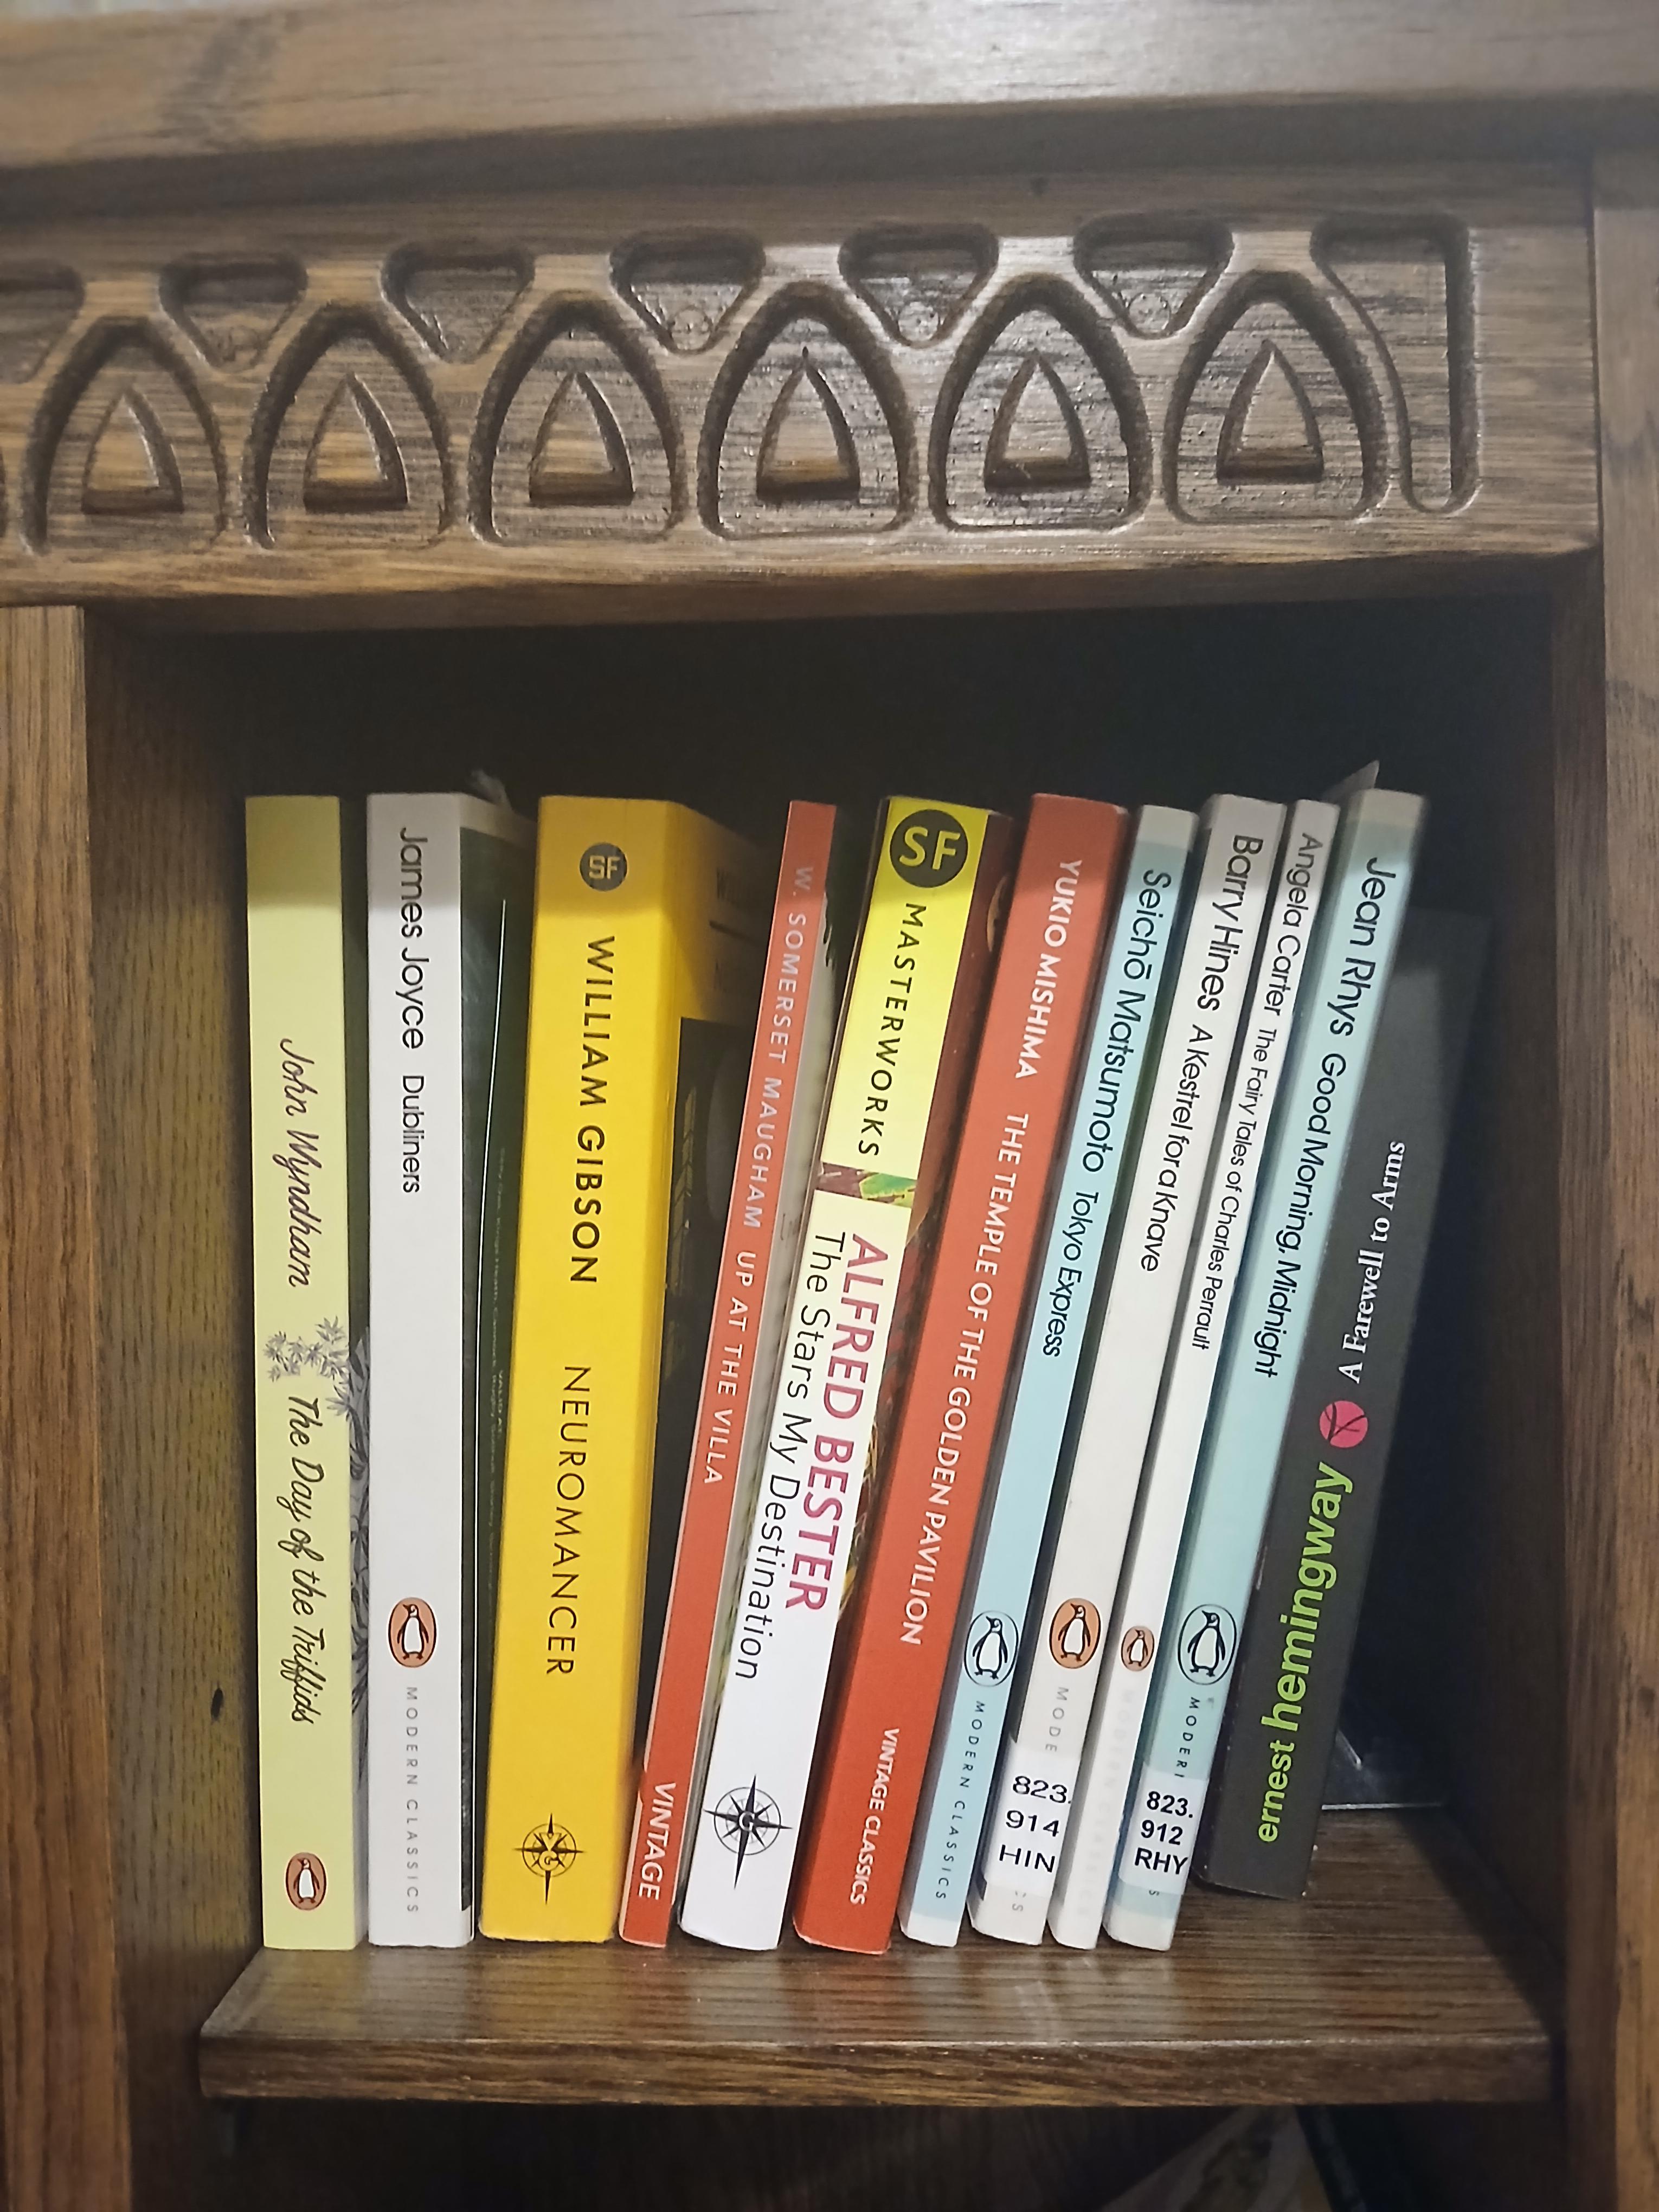 John Wyndham The Day of the Triffids
James Joyce Dubliners
MODERN CLASSICS
SF
WILLIAM GIBSON NEUROMANCER
G
W. SOMERSET MAUGHAM UP AT THE VILLA
VINTAGE
SF
MASTERWORKS
ALFRED BESTER
The Stars My Destination
G
YUKIO MISHIMA THE TEMPLE OF THE GOLDEN PAVILION
VINTAGE CLASSICS
Seichō Matsumoto Tokyo Express
MODERN CLASSICS
Barry Hines A Kestrel for a Knave
MODE
823.
914
HIN
Angela Carter The Fairy Tales of Charles Perrault
Jean Rhys Good Morning, Midnight
MODER
823.
912
RHY
S
ernest hemingway A Farewell to Arms